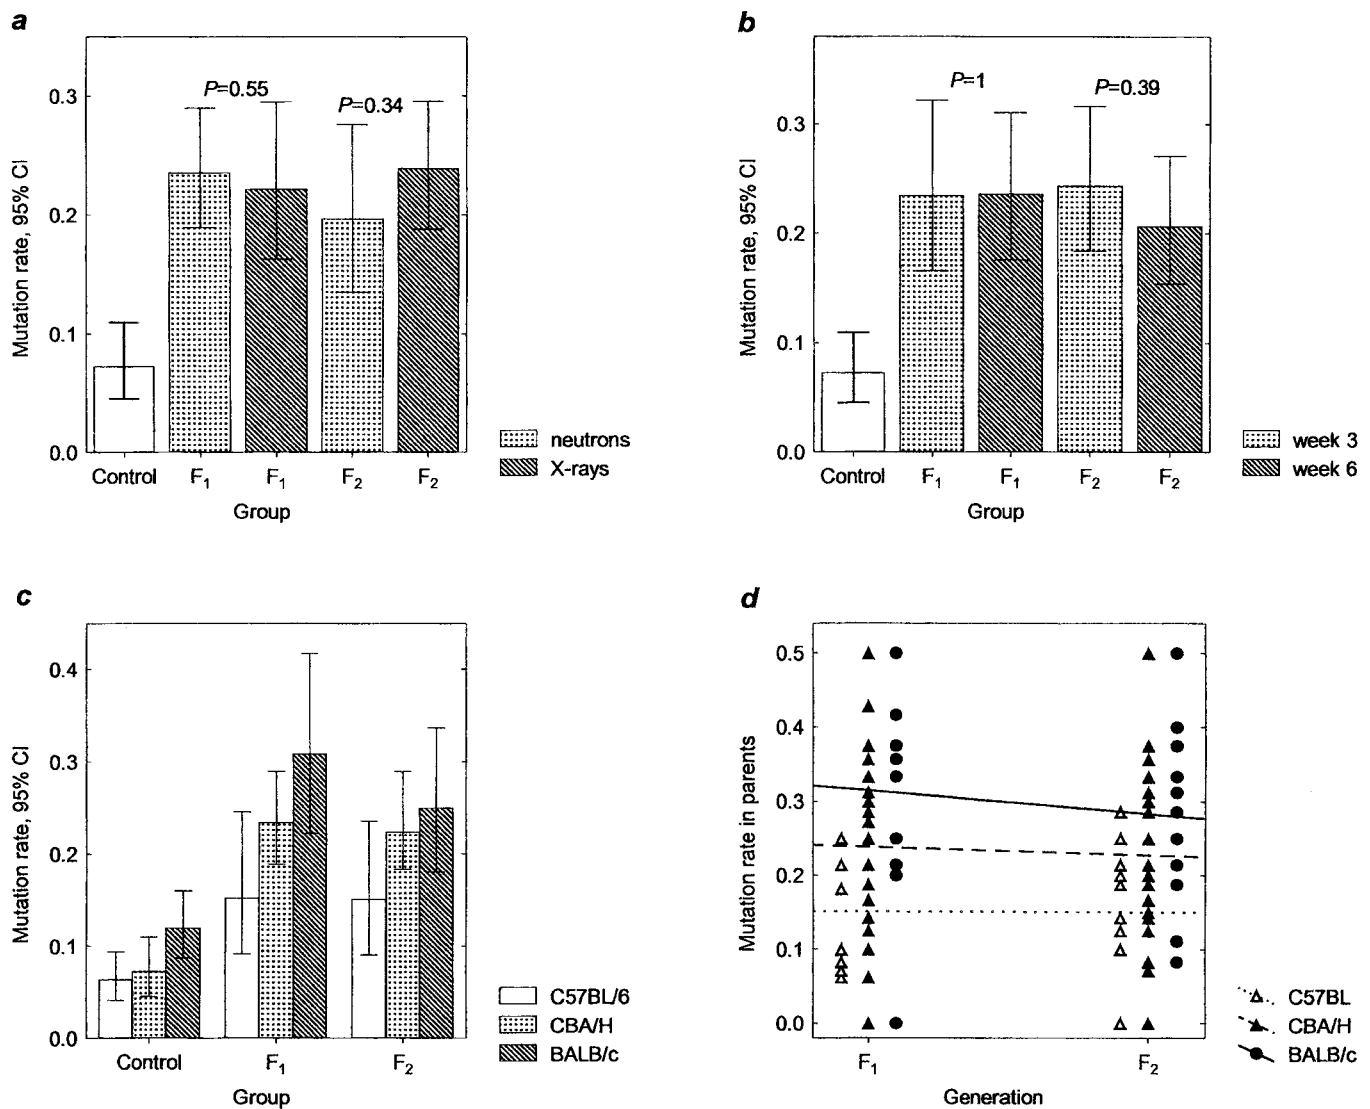 a
Mutation rate, 95% CI
0.3
0.2
0.1
0.0
P=0.55
P=0.34
Control F1 F1 F2 F2
Group
neutrons
X-rays
b
Mutation rate, 95% CI
0.3
0.2
0.1
0.0
P=1
P=0.39
Control F1 F1 F2 F2
Group
week 3
week 6
c
Mutation rate, 95% CI
0.4
0.3
0.2
0.1
0.0
Control F1 F2
Group
C57BL/6
CBA/H
BALB/c
d
Mutation rate in parents
0.5
0.4
0.3
0.2
0.1
0.0
F1 F2
Generation
C57BL
CBA/H
BALB/c